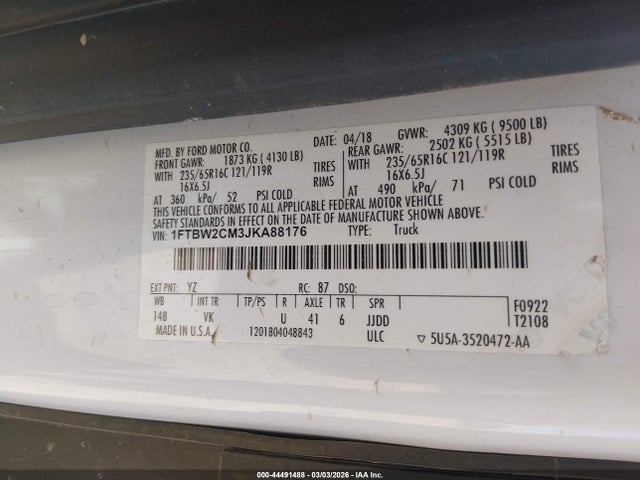 MFD. BY FORD MOTOR CO.
DATE: 04/18 GVWR: 4309 KG ( 9500 LB)
FRONT GAWR: 1873 KG ( 4130 LB)
REAR GAWR: 2502 KG ( 5515 LB)
WITH 235/65R16C 121/119R TIRES
WITH 235/65R16C 121/119R TIRES
16X6.5J RIMS
16X6.5J RIMS
AT 360 kPa/ 52 PSI COLD
AT 490 kPa/ 71 PSI COLD
THIS VEHICLE CONFORMS TO ALL APPLICABLE FEDERAL MOTOR VEHICLE
SAFETY STANDARDS IN EFFECT ON THE DATE OF MANUFACTURE SHOWN ABOVE.
VIN: 1FTBW2CM3JKA88176 TYPE: Truck
EXT PNT: YZ RC: 87 DSO:
WB INT TR TP/PS R AXLE TR SPR
148 VK U 41 6 JJDD
F0922
T2108
MADE IN U.S.A. 1201804048843 ULC
▽ 5U5A-3520472-AA
000-44491488 - 03/03/2026 - IAA Inc.